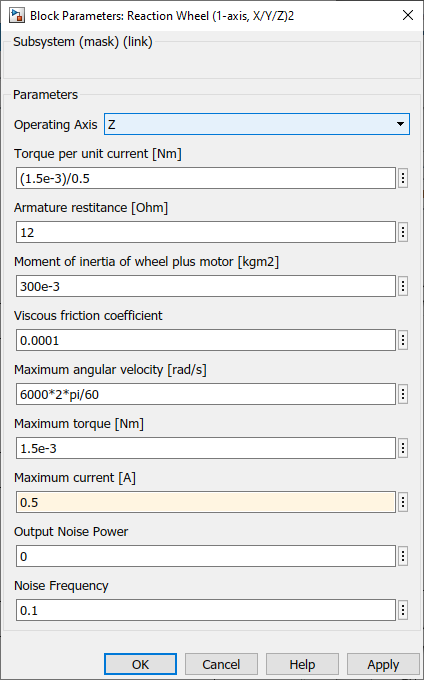 Block Parameters: Reaction Wheel (1-axis, X/Y/Z)2
Subsystem (mask) (link)
Parameters
Operating Axis Z
Torque per unit current [Nm]
(1.5e-3)/0.5
Armature restitance [Ohm]
12
Moment of inertia of wheel plus motor [kgm2]
300e-3
Viscous friction coefficient
0.0001
Maximum angular velocity [rad/s]
6000*2*pi/60
Maximum torque [Nm]
1.5e-3
Maximum current [A]
0.5
Output Noise Power
0
Noise Frequency
0.1
OK Cancel Help Apply